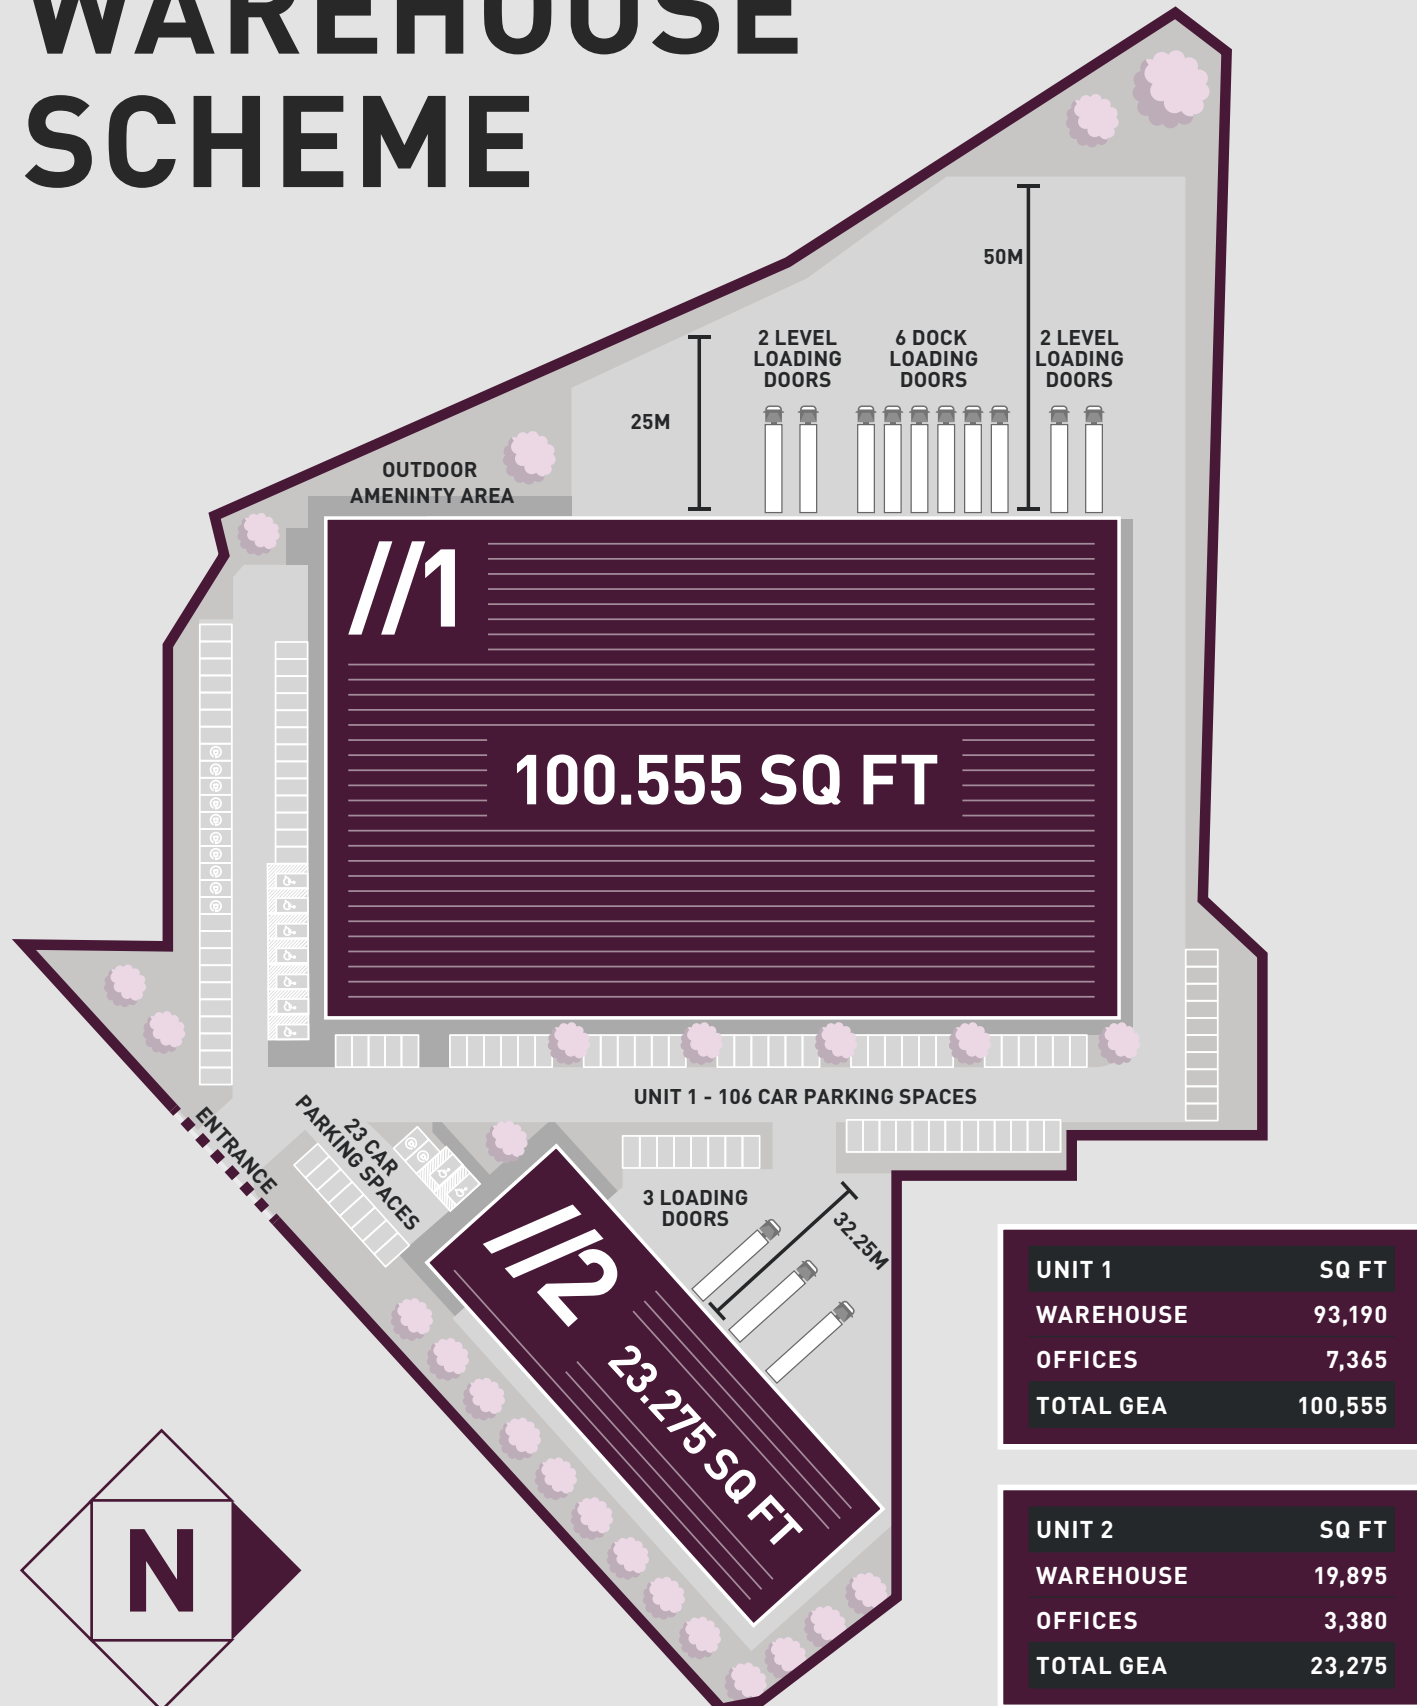 WAREHOUSE
SCHEME
50M
2 LEVEL
LOADING
DOORS
6 DOCK
LOADING
DOORS
2 LEVEL
LOADING
DOORS
25M
OUTDOOR
AMENINTY AREA
//1
100.555 SQ FT
UNIT 1 - 106 CAR PARKING SPACES
ENTRANCE
23 CAR
PARKING SPACES
3 LOADING
DOORS
32.25M
//2
23.275 SQ FT
UNIT 1 SQ FT
WAREHOUSE 93,190
OFFICES 7,365
TOTAL GEA 100,555
UNIT 2 SQ FT
WAREHOUSE 19,895
OFFICES 3,380
TOTAL GEA 23,275
N